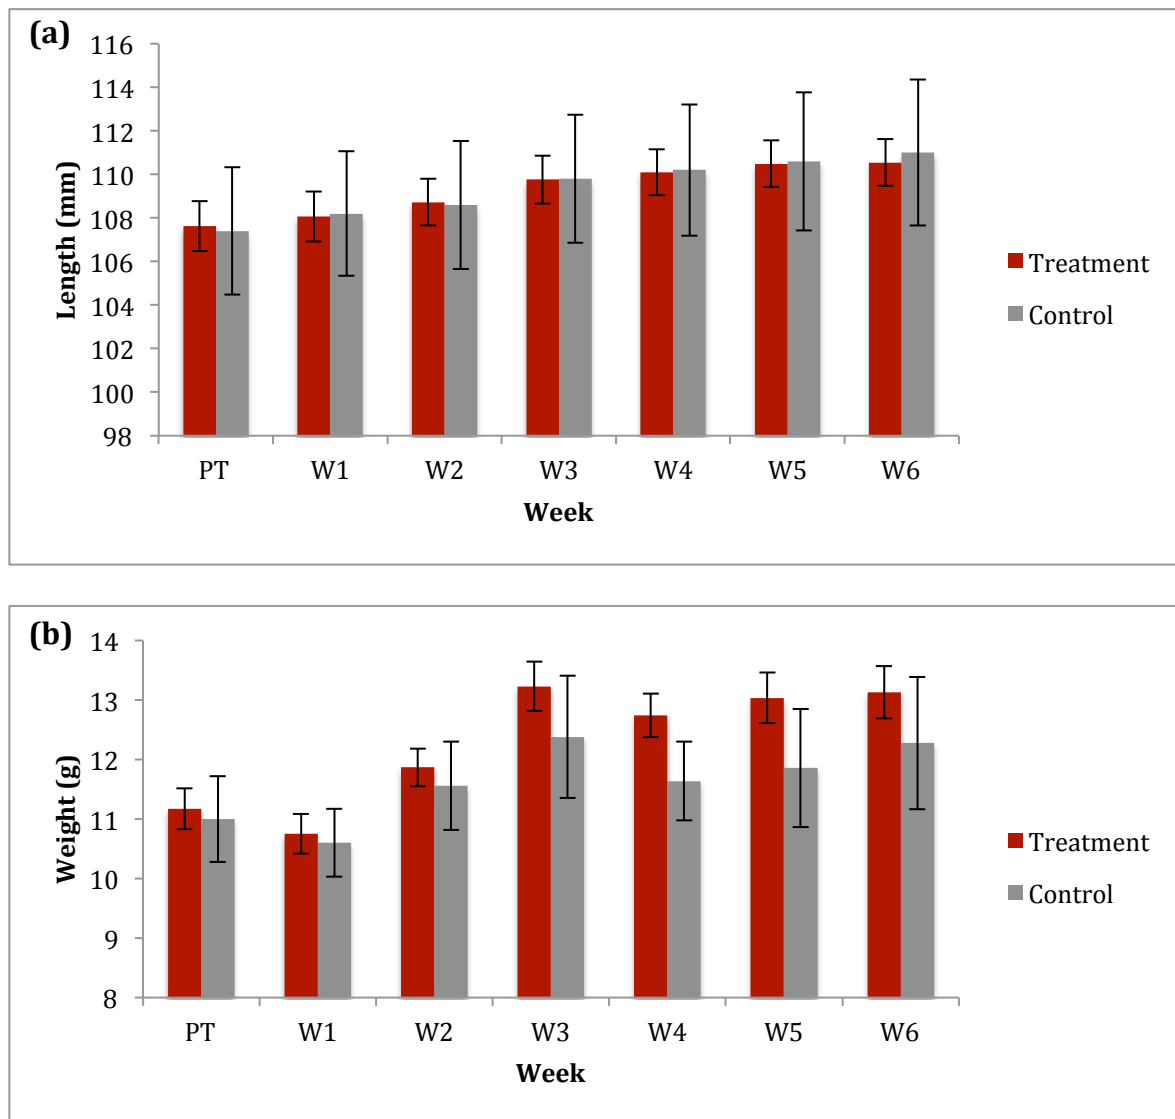 (a)
116
114
112
110
108
106
104
102
100
98
Length (mm)
PT W1 W2 W3 W4 W5 W6
Week
Treatment
Control
(b)
14
13
12
11
10
9
8
Weight (g)
PT W1 W2 W3 W4 W5 W6
Week
Treatment
Control